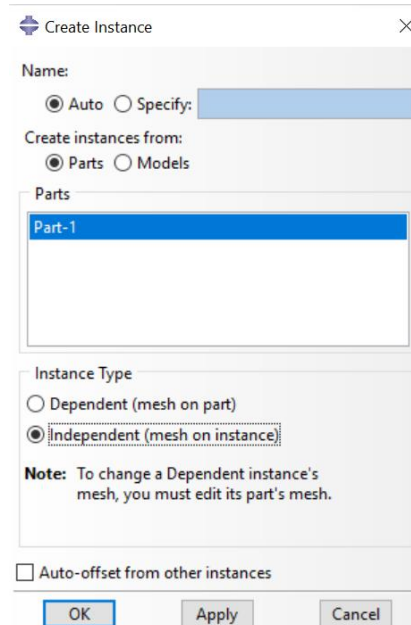 Create Instance
Name:
Auto Specify:
Create instances from:
Parts Models
Parts
Part-1
Instance Type
Dependent (mesh on part)
Independent (mesh on instance)
Note: To change a Dependent instance's
mesh, you must edit its part's mesh.
Auto-offset from other instances
OK Apply Cancel